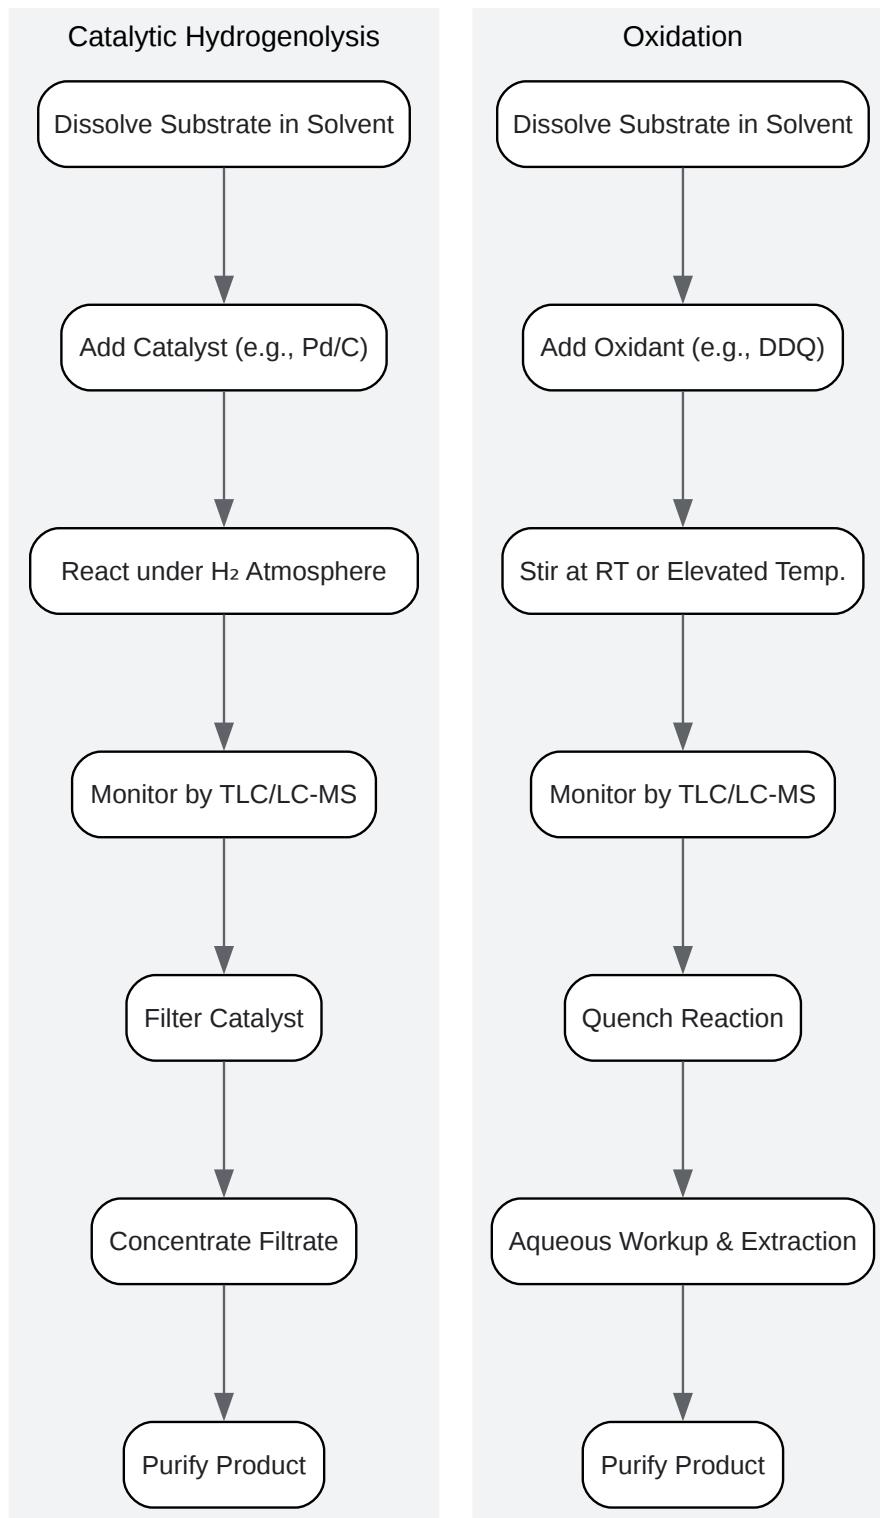 Catalytic Hydrogenolysis
Dissolve Substrate in Solvent
Add Catalyst (e.g., Pd/C)
React under H₂ Atmosphere
Monitor by TLC/LC-MS
Filter Catalyst
Concentrate Filtrate
Purify Product
Oxidation
Dissolve Substrate in Solvent
Add Oxidant (e.g., DDQ)
Stir at RT or Elevated Temp.
Monitor by TLC/LC-MS
Quench Reaction
Aqueous Workup & Extraction
Purify Product